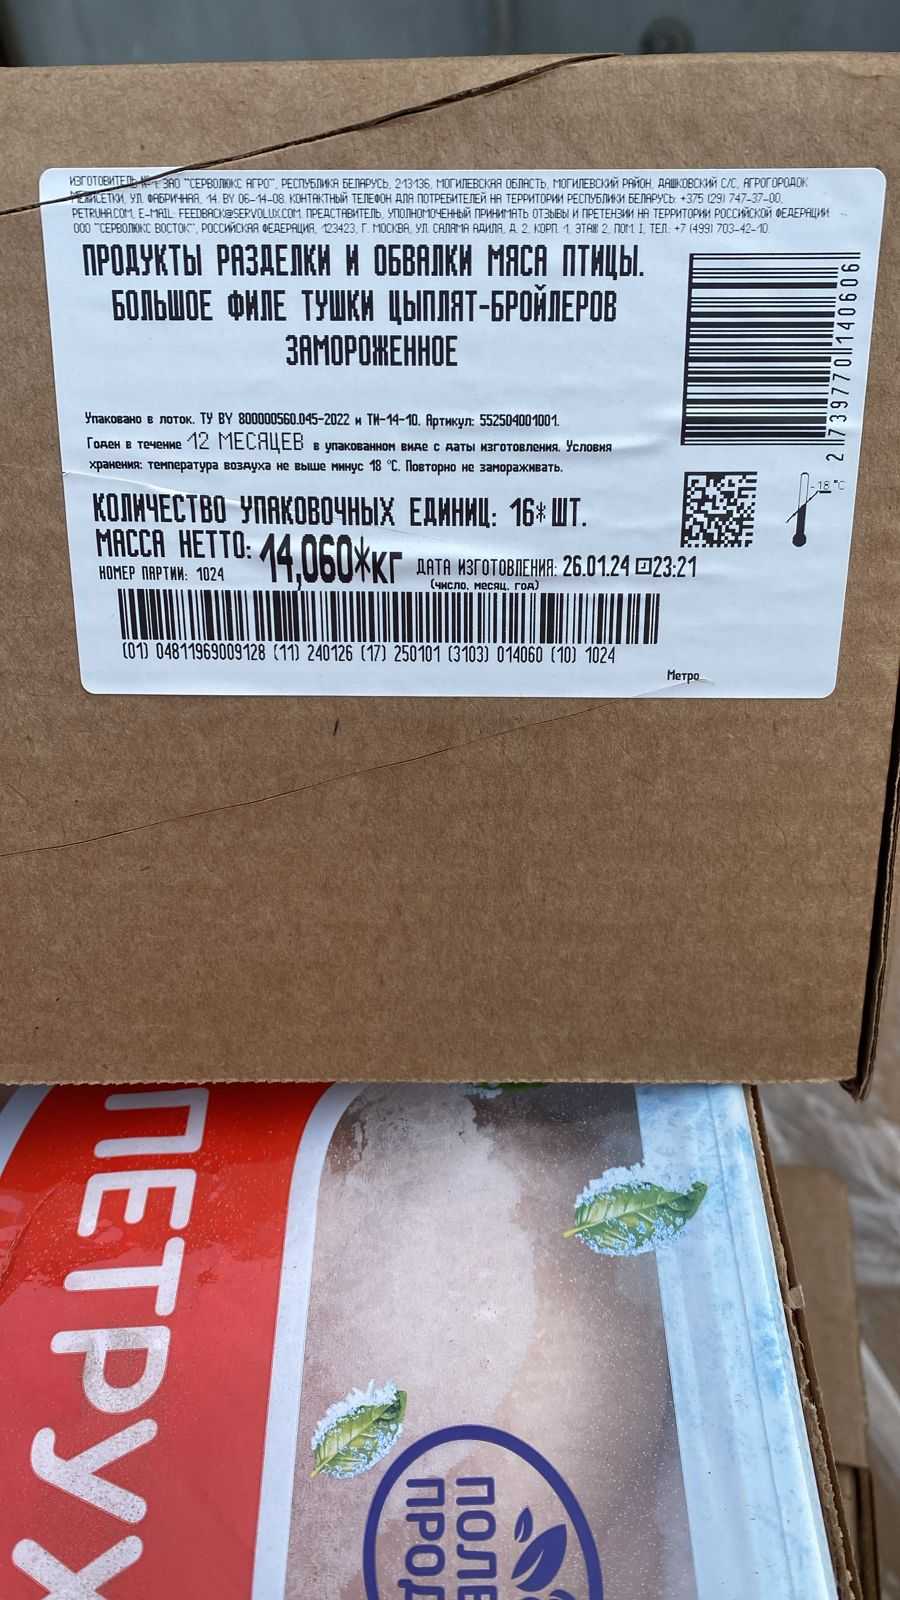 ИЗГОТОВИТЕЛЬ №1: ЗАО "СЕРВОЛЮКС АГРО", РЕСПУБЛИКА БЕЛАРУСЬ, 213136, МОГИЛЕВСКАЯ ОБЛАСТЬ, МОГИЛЕВСКИЙ РАЙОН, ДАШКОВСКИЙ С/С, АГРОГОРОДОК
МЕЖИСЕТКИ, УЛ. ФАБРИЧНАЯ, 14. BY 06-14-08. КОНТАКТНЫЙ ТЕЛЕФОН ДЛЯ ПОТРЕБИТЕЛЕЙ НА ТЕРРИТОРИИ РЕСПУБЛИКИ БЕЛАРУСЬ: +375 (29) 747-37-00,
PETRUHA.COM, E-MAIL: FEEDBACK@SERVOLUX.COM. ПРЕДСТАВИТЕЛЬ, УПОЛНОМОЧЕННЫЙ ПРИНИМАТЬ ОТЗЫВЫ И ПРЕТЕНЗИИ НА ТЕРРИТОРИИ РОССИЙСКОЙ ФЕДЕРАЦИИ:
ООО "СЕРВОЛЮКС ВОСТОК", РОССИЙСКАЯ ФЕДЕРАЦИЯ, 123423, Г. МОСКВА, УЛ. САЛЯМА АДИЛЯ, Д. 2, КОРП. 1, ЭТАЖ 2, ПОМ. I, ТЕЛ. +7 (499) 703-42-10.
ПРОДУКТЫ РАЗДЕЛКИ И ОБВАЛКИ МЯСА ПТИЦЫ.
БОЛЬШОЕ ФИЛЕ ТУШКИ ЦЫПЛЯТ-БРОЙЛЕРОВ
ЗАМОРОЖЕННОЕ
2 739770 140606
Упаковано в лоток. ТУ BY 800000560.045-2022 и ТИ-14-10. Артикул: 552504001001.
Годен в течение 12 МЕСЯЦЕВ в упакованном виде с даты изготовления. Условия
хранения: температура воздуха не выше минус 18 °С. Повторно не замораживать.
-18 °C
КОЛИЧЕСТВО УПАКОВОЧНЫХ ЕДИНИЦ: 16* ШТ.
МАССА НЕТТО: 14,060*КГ
НОМЕР ПАРТИИ: 1024
ДАТА ИЗГОТОВЛЕНИЯ: 26.01.24 23:21
(число, месяц, год)
(01) 04811969009128 (11) 240126 (17) 250101 (3103) 014060 (10) 1024
Метро
ПЕТРУХ
ПОЛЕ
ПРОД